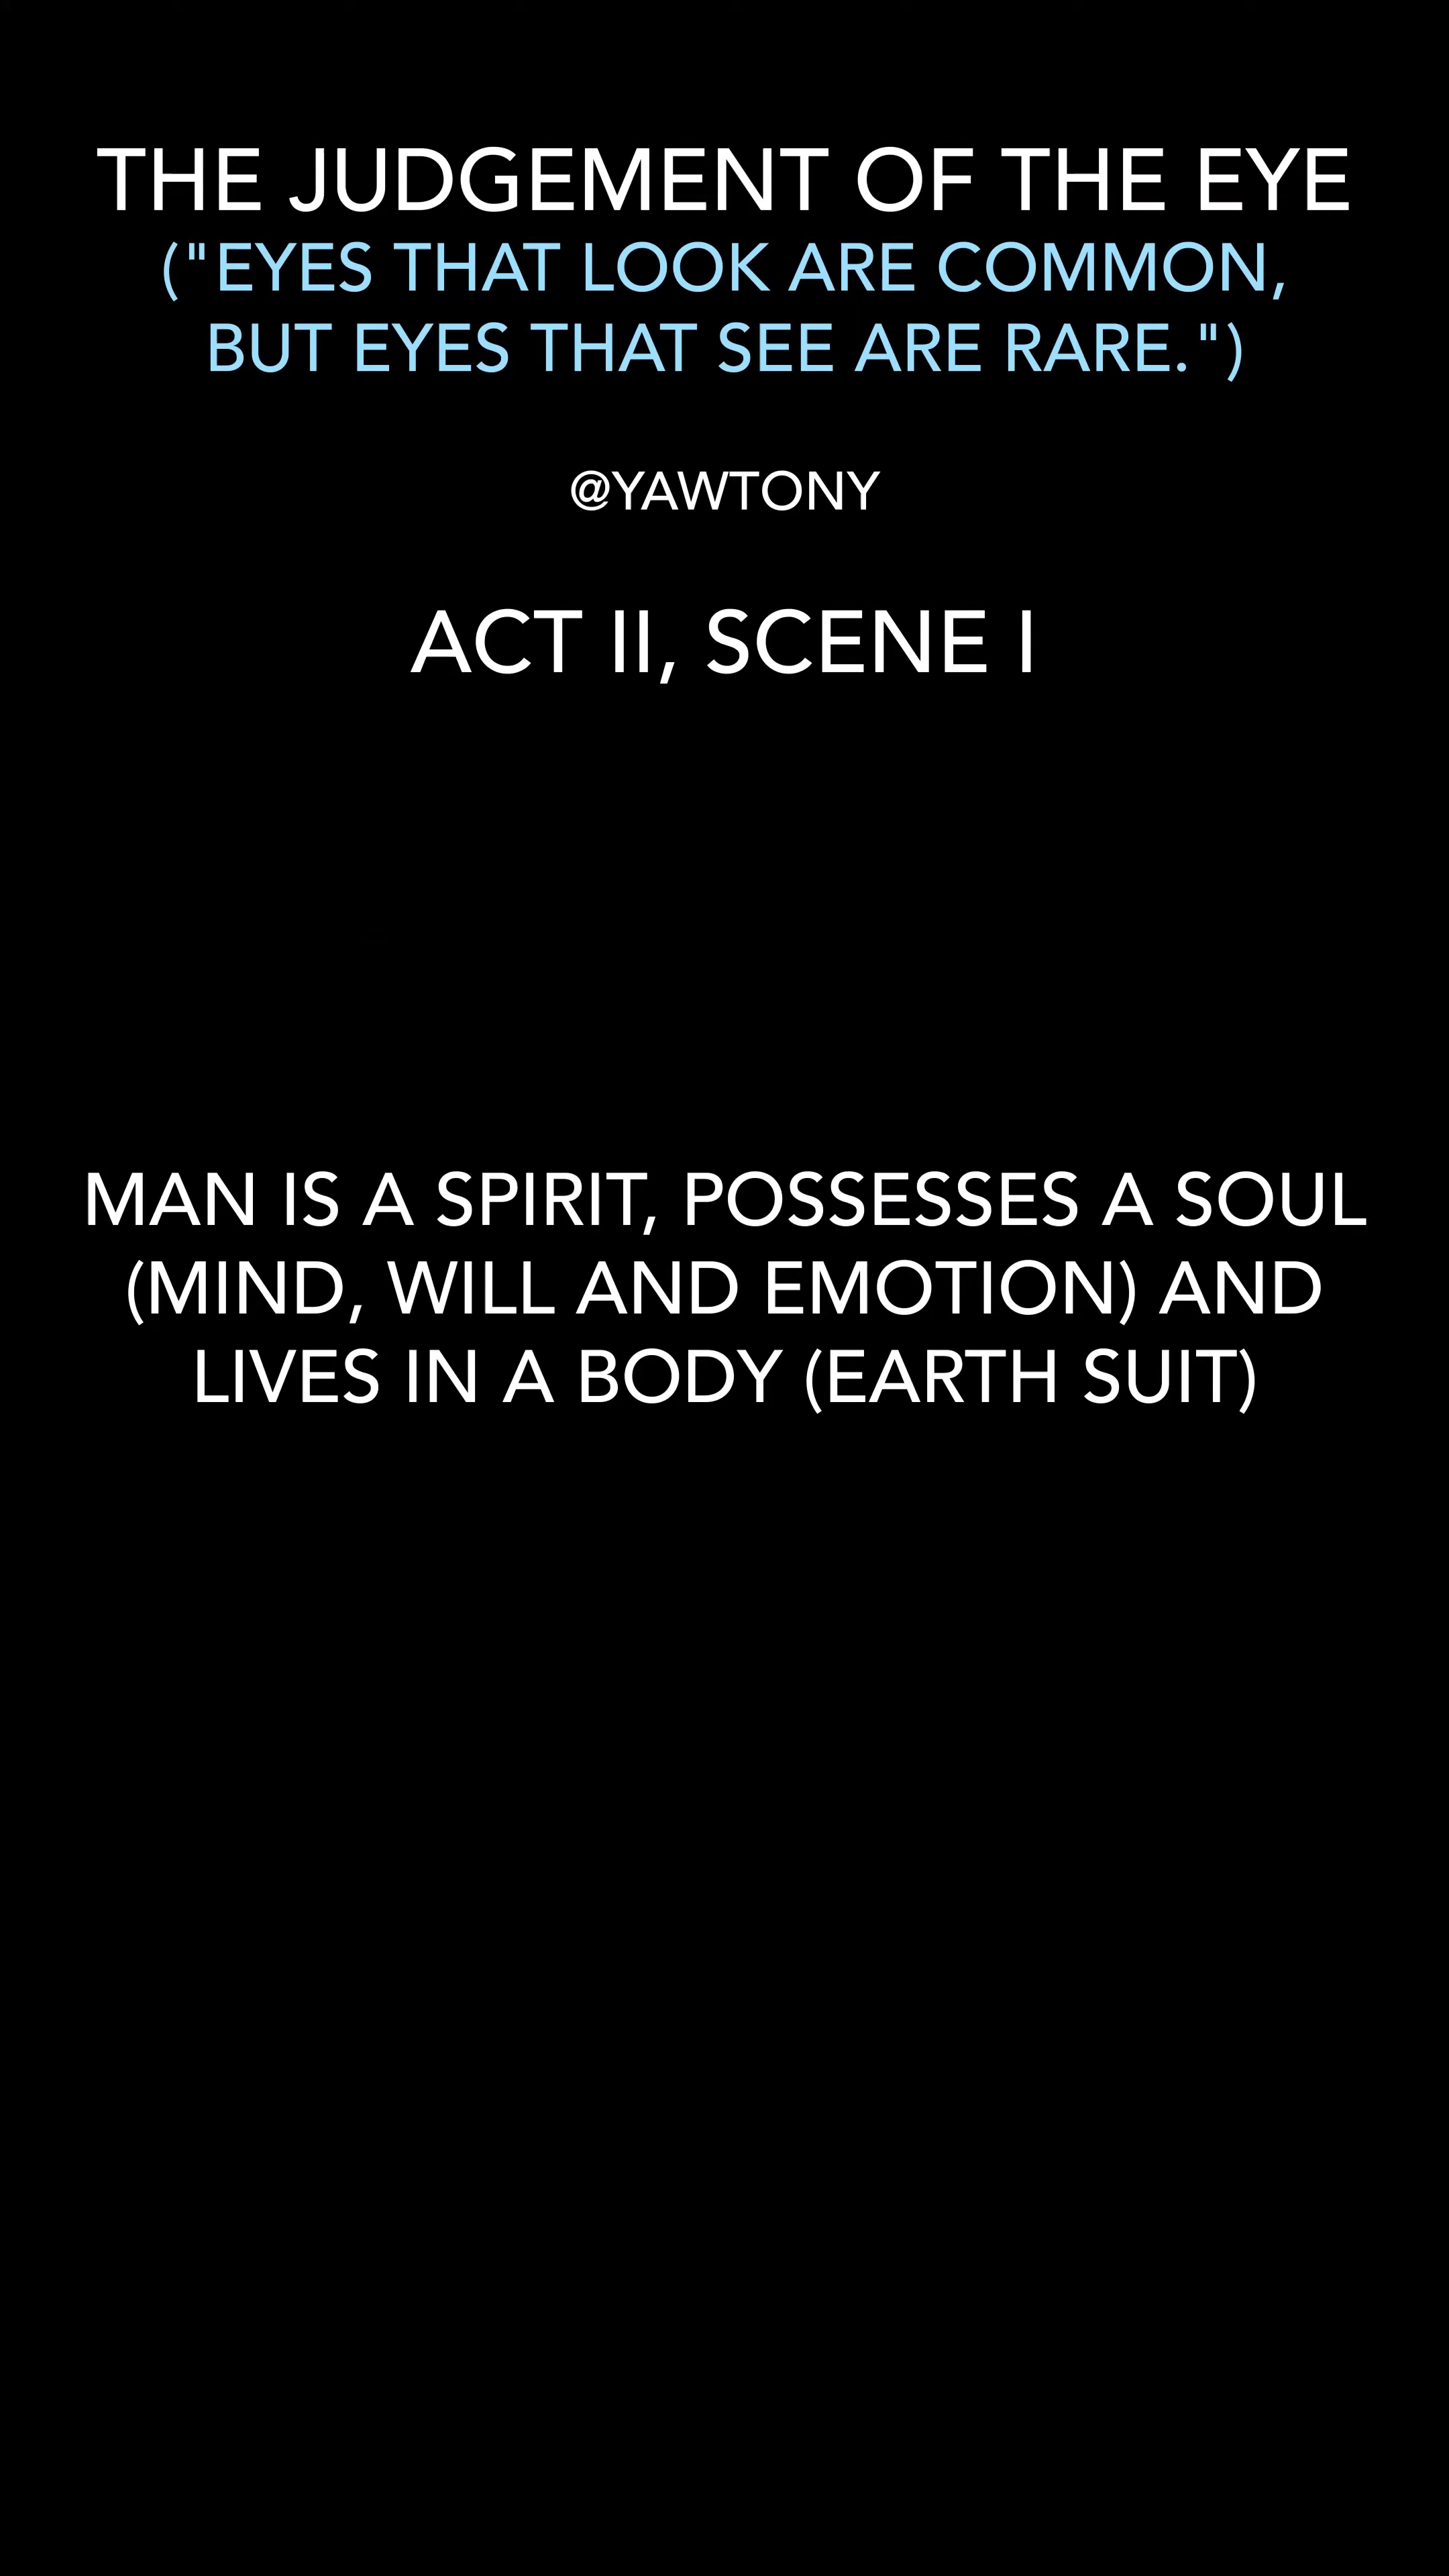 THE JUDGEMENT OF THE EYE
("EYES THAT LOOK ARE COMMON,
BUT EYES THAT SEE ARE RARE.")
@YAWTONY
ACT II, SCENE I
MAN IS A SPIRIT, POSSESSES A SOUL
(MIND, WILL AND EMOTION) AND
LIVES IN A BODY (EARTH SUIT)